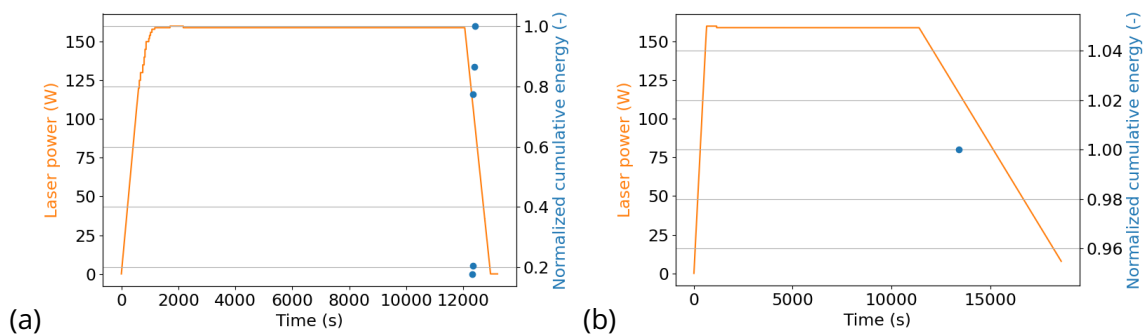 150
125
100
75
50
25
0
Laser power (W)
0 2000 4000 6000 8000 10000 12000
Time (s)
1.0
0.8
0.6
0.4
0.2
Normalized cumulative energy (-)
(a)
150
125
100
75
50
25
0
Laser power (W)
0 5000 10000 15000
Time (s)
1.04
1.02
1.00
0.98
0.96
Normalized cumulative energy (-)
(b)